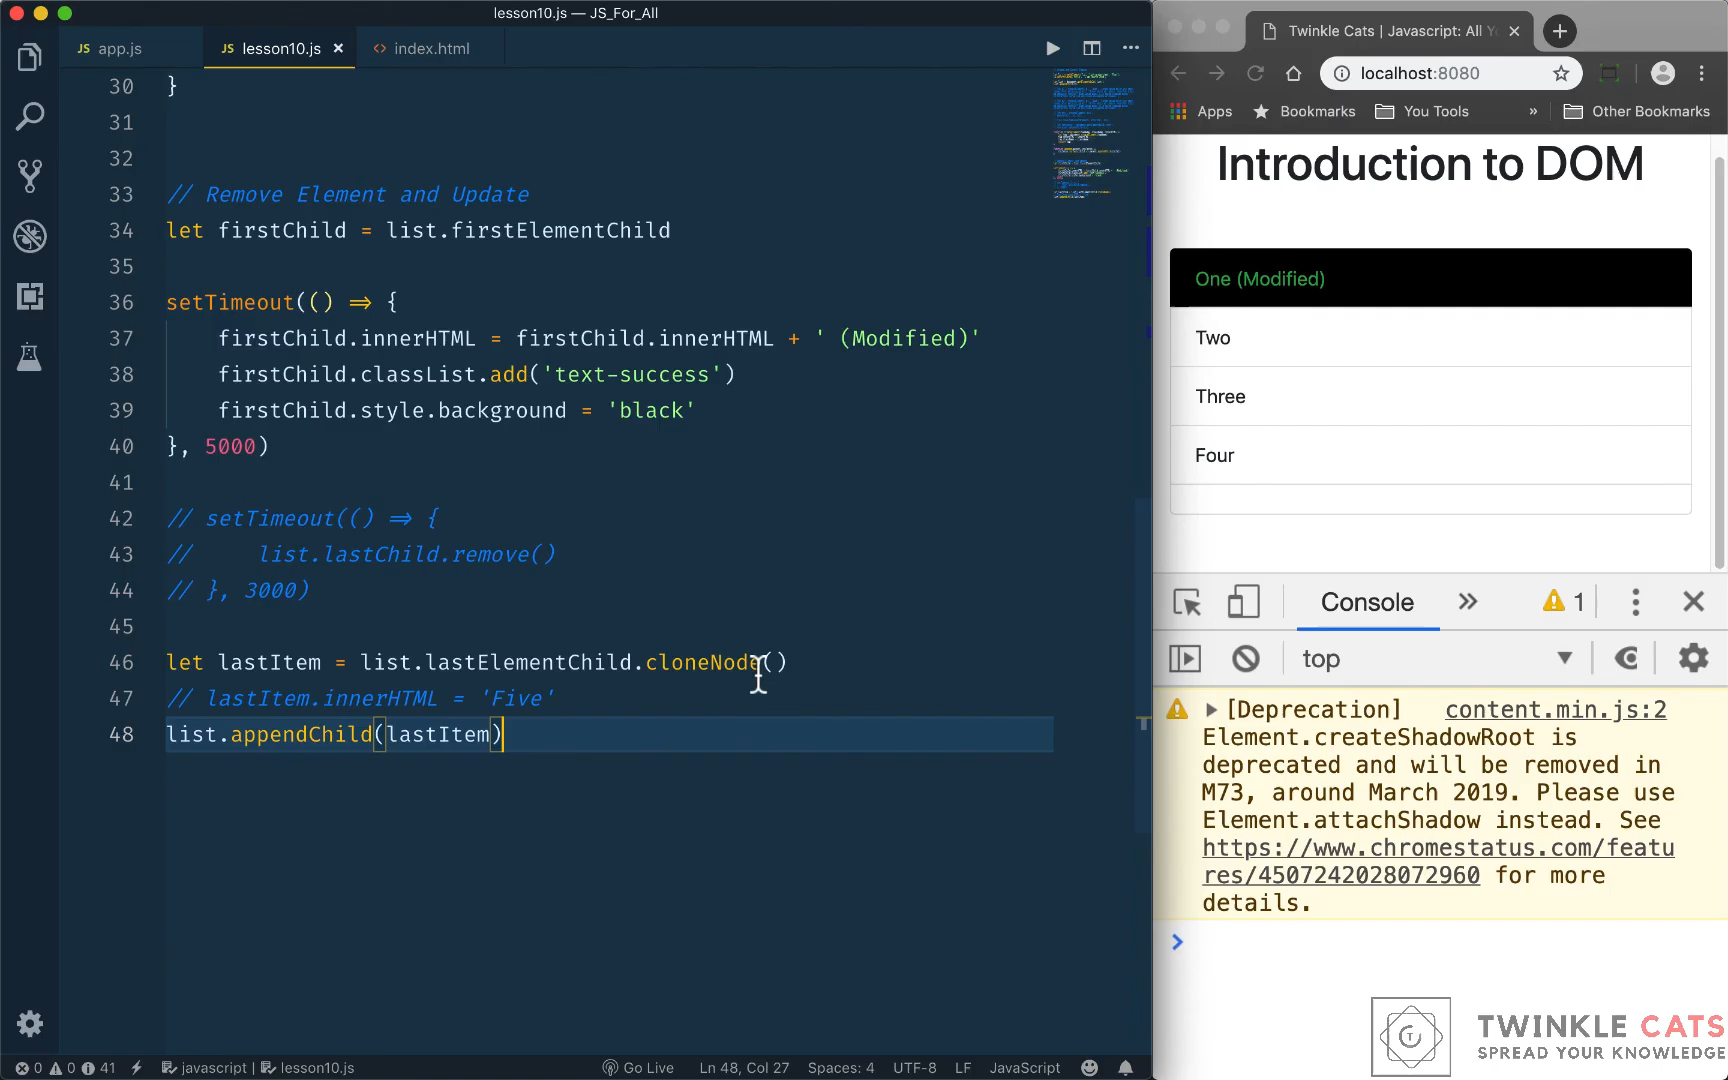 lesson10.js — JS_For_All
JS app.js
JS lesson10.js ×
<> index.html
30 }
31
32
33 // Remove Element and Update
34 let firstChild = list.firstElementChild
35
36 setTimeout(() => {
37 firstChild.innerHTML = firstChild.innerHTML + ' (Modified)'
38 firstChild.classList.add('text-success')
39 firstChild.style.background = 'black'
40 }, 5000)
41
42 // setTimeout(() => {
43 // list.lastChild.remove()
44 // }, 3000)
45
46 let lastItem = list.lastElementChild.cloneNode()
47 // lastItem.innerHTML = 'Five'
48 list.appendChild(lastItem)
0 0 41 javascript | lesson10.js Go Live Ln 48, Col 27 Spaces: 4 UTF-8 LF JavaScript
Twinkle Cats | Javascript: All Y
localhost:8080
Apps Bookmarks You Tools » Other Bookmarks
Introduction to DOM
One (Modified)
Two
Three
Four
Console » 1
top
[Deprecation] content.min.js:2
Element.createShadowRoot is
deprecated and will be removed in
M73, around March 2019. Please use
Element.attachShadow instead. See
https://www.chromestatus.com/featu
res/4507242028072960 for more
details.
TWINKLE CATS
SPREAD YOUR KNOWLEDGE